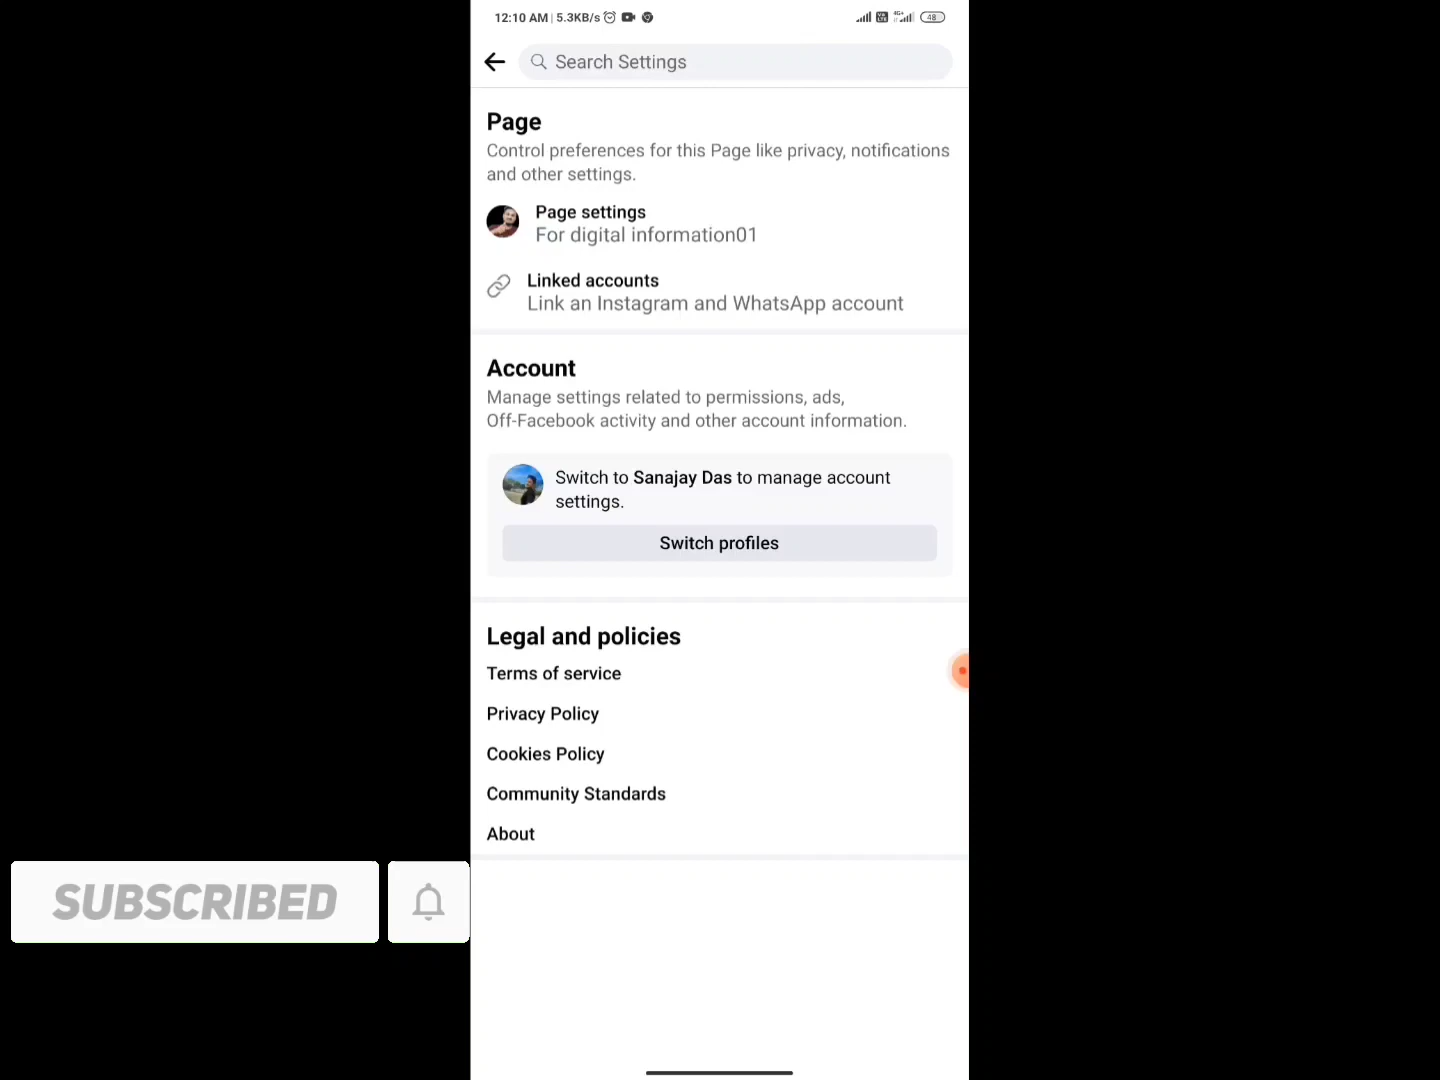 12:10 AM | 5.3KB/s
48
Search Settings
Page
Control preferences for this Page like privacy, notifications
and other settings.
Page settings
For digital information01
Linked accounts
Link an Instagram and WhatsApp account
Account
Manage settings related to permissions, ads,
Off-Facebook activity and other account information.
Switch to Sanajay Das to manage account
settings.
Switch profiles
Legal and policies
Terms of service
Privacy Policy
Cookies Policy
Community Standards
About
SUBSCRIBED